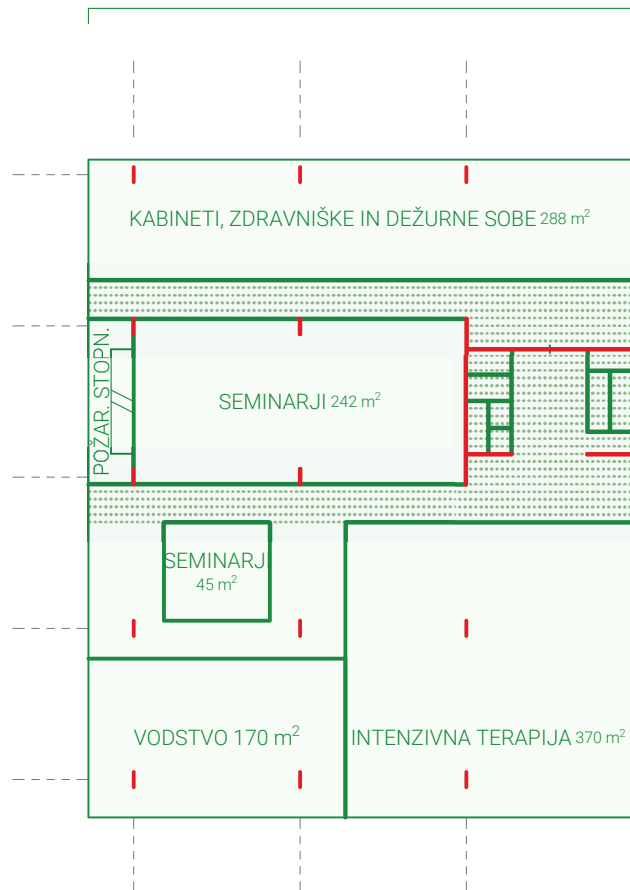 KABINETI, ZDRAVNIŠKE IN DEŽURNE SOBE 288 m²
POŽAR. STOPN.
SEMINARJI 242 m²
SEMINARJI
45 m²
VODSTVO 170 m²
INTENZIVNA TERAPIJA 370 m²